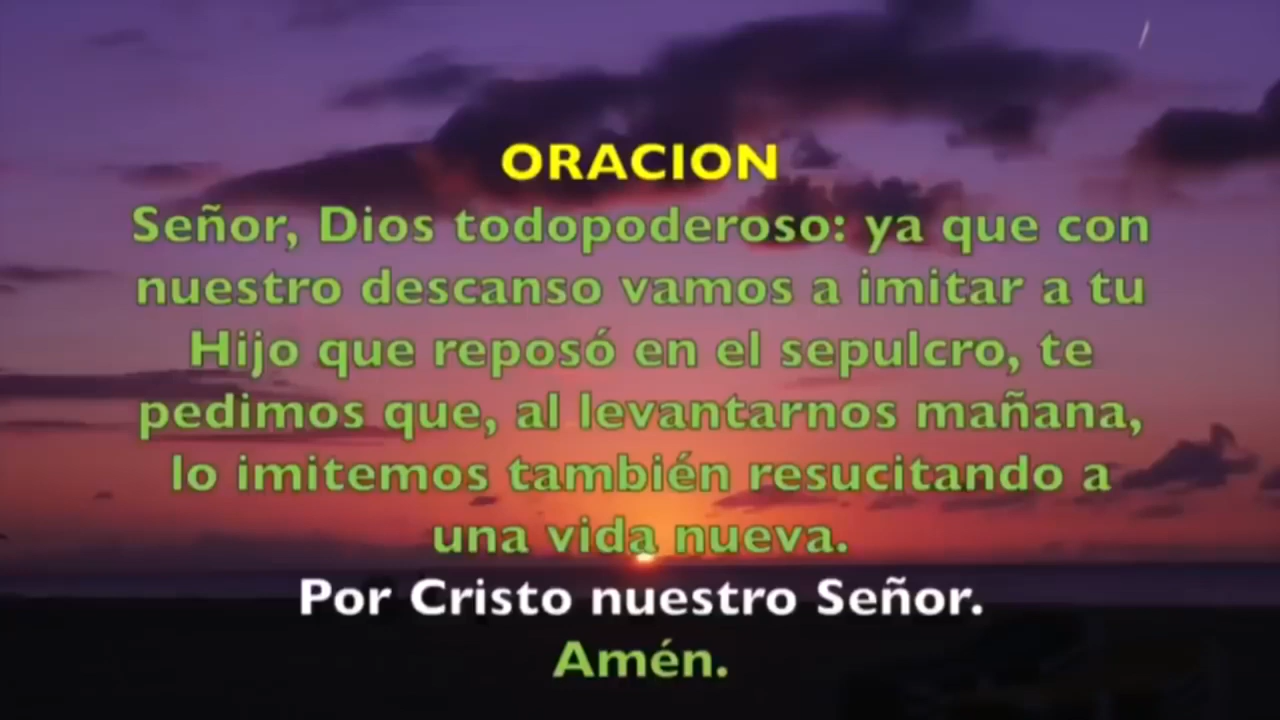 ORACION
Señor, Dios todopoderoso: ya que con
nuestro descanso vamos a imitar a tu
Hijo que reposó en el sepulcro, te
pedimos que, al levantarnos mañana,
lo imitemos también resucitando a
una vida nueva.
Por Cristo nuestro Señor.
Amén.